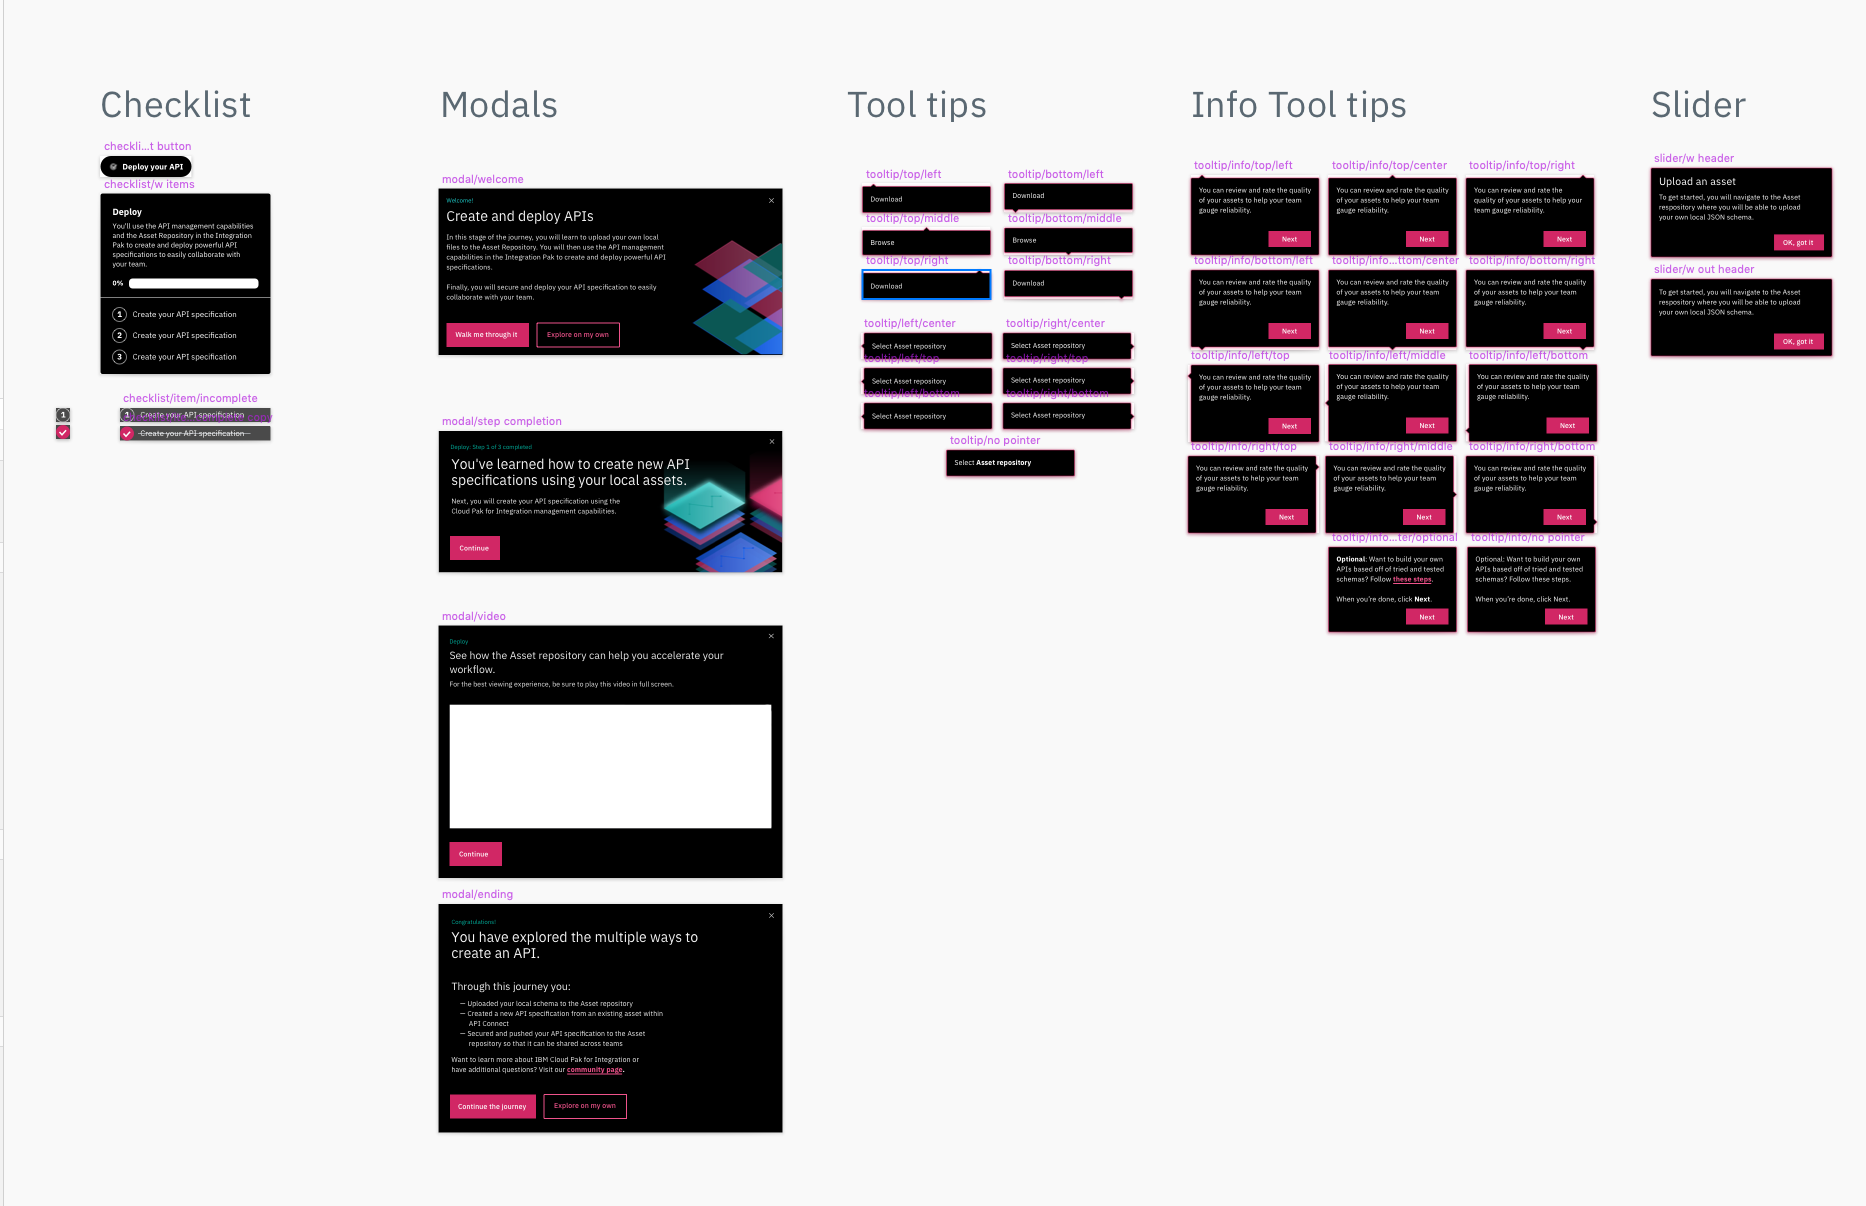 Checklist
checkli...t button
Deploy your API
checklist/w items
Deploy
You'll use the API management capabilities
and the Asset Repository in the Integration
Pak to create and deploy powerful API
specifications to easily collaborate with
your team.
0%
1 Create your API specification
2 Create your API specification
3 Create your API specification
checklist/item/incomplete
1
1 Create your API specification
Create your API specification
Modals
modal/welcome
Welcome!
Create and deploy APIs
In this stage of the journey, you will learn to upload your own local
files to the Asset Repository. You will then use the API management
capabilities in the Integration Pak to create and deploy powerful API
specifications.
Finally, you will secure and deploy your API specification to easily
collaborate with your team.
Walk me through it
Explore on my own
modal/step completion
Deploy: Step 1 of 3 completed
You've learned how to create new API
specifications using your local assets.
Next, you will create your API specification using the
Cloud Pak for Integration management capabilities.
Continue
modal/video
Deploy
See how the Asset repository can help you accelerate your
workflow.
For the best viewing experience, be sure to play this video in full screen.
Continue
modal/ending
Congratulations!
You have explored the multiple ways to
create an API.
Through this journey you:
— Uploaded your local schema to the Asset repository
— Created a new API specification from an existing asset within
API Connect
— Secured and pushed your API specification to the Asset
repository so that it can be shared across teams
Want to learn more about IBM Cloud Pak for Integration or
have additional questions? Visit our community page.
Continue the journey
Explore on my own
Tool tips
tooltip/top/left
Download
tooltip/bottom/left
Download
tooltip/top/middle
Browse
tooltip/bottom/middle
Browse
tooltip/top/right
Download
tooltip/bottom/right
Download
tooltip/left/center
Select Asset repository
tooltip/right/center
Select Asset repository
tooltip/left/top
Select Asset repository
tooltip/right/top
Select Asset repository
tooltip/left/bottom
Select Asset repository
tooltip/right/bottom
Select Asset repository
tooltip/no pointer
Select Asset repository
Info Tool tips
tooltip/info/top/left
You can review and rate the quality
of your assets to help your team
gauge reliability.
Next
tooltip/info/top/center
You can review and rate the quality
of your assets to help your team
gauge reliability.
Next
tooltip/info/top/right
You can review and rate the
quality of your assets to help your
team gauge reliability.
Next
tooltip/info/bottom/left
You can review and rate the quality
of your assets to help your team
gauge reliability.
Next
tooltip/info...ttom/center
You can review and rate the quality
of your assets to help your team
gauge reliability.
Next
tooltip/info/bottom/right
You can review and rate the quality
of your assets to help your team
gauge reliability.
Next
tooltip/info/left/top
You can review and rate the quality
of your assets to help your team
gauge reliability.
Next
tooltip/info/left/middle
You can review and rate the quality
of your assets to help your team
gauge reliability.
Next
tooltip/info/left/bottom
You can review and rate the quality
of your assets to help your team
gauge reliability.
Next
tooltip/info/right/top
You can review and rate the quality
of your assets to help your team
gauge reliability.
Next
tooltip/info/right/middle
You can review and rate the quality
of your assets to help your team
gauge reliability.
Next
tooltip/info/right/bottom
You can review and rate the quality
of your assets to help your team
gauge reliability.
Next
tooltip/info...ter/optional
Optional: Want to build your own
APIs based off of tried and tested
schemas? Follow these steps.
When you're done, click Next.
Next
tooltip/info/no pointer
Optional: Want to build your own
APIs based off of tried and tested
schemas? Follow these steps.
When you're done, click Next.
Next
Slider
slider/w header
Upload an asset
To get started, you will navigate to the Asset
respository where you will be able to upload
your own local JSON schema.
OK, got it
slider/w out header
To get started, you will navigate to the Asset
respository where you will be able to upload
your own local JSON schema.
OK, got it